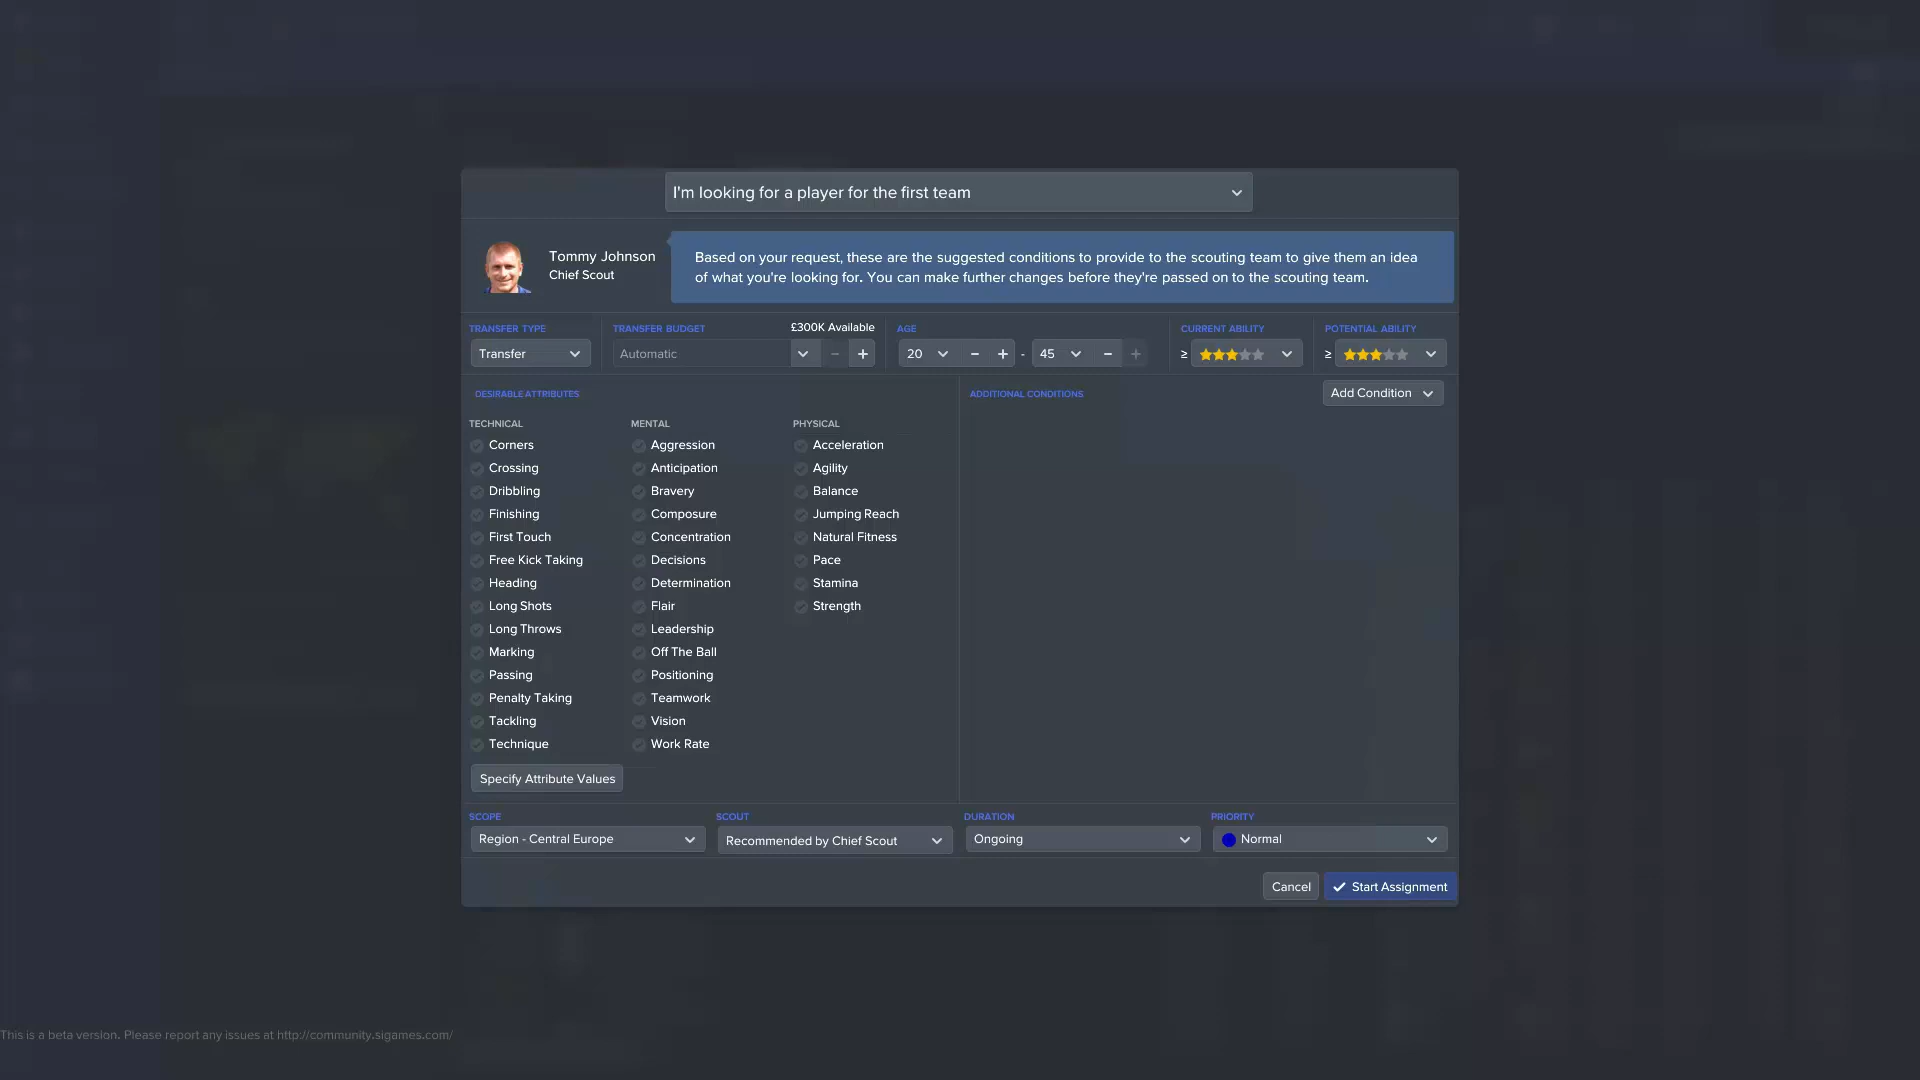 I'm looking for a player for the first team
Tommy Johnson
Chief Scout
Based on your request, these are the suggested conditions to provide to the scouting team to give them an idea
of what you're looking for. You can make further changes before they're passed on to the scouting team.
TRANSFER TYPE
Transfer
TRANSFER BUDGET
£300K Available
Automatic
AGE
20
-
45
CURRENT ABILITY
≥
POTENTIAL ABILITY
≥
DESIRABLE ATTRIBUTES
TECHNICAL
Corners
Crossing
Dribbling
Finishing
First Touch
Free Kick Taking
Heading
Long Shots
Long Throws
Marking
Passing
Penalty Taking
Tackling
Technique
MENTAL
Aggression
Anticipation
Bravery
Composure
Concentration
Decisions
Determination
Flair
Leadership
Off The Ball
Positioning
Teamwork
Vision
Work Rate
PHYSICAL
Acceleration
Agility
Balance
Jumping Reach
Natural Fitness
Pace
Stamina
Strength
Specify Attribute Values
ADDITIONAL CONDITIONS
Add Condition
SCOPE
Region - Central Europe
SCOUT
Recommended by Chief Scout
DURATION
Ongoing
PRIORITY
Normal
Cancel
Start Assignment
This is a beta version. Please report any issues at http://community.sigames.com/